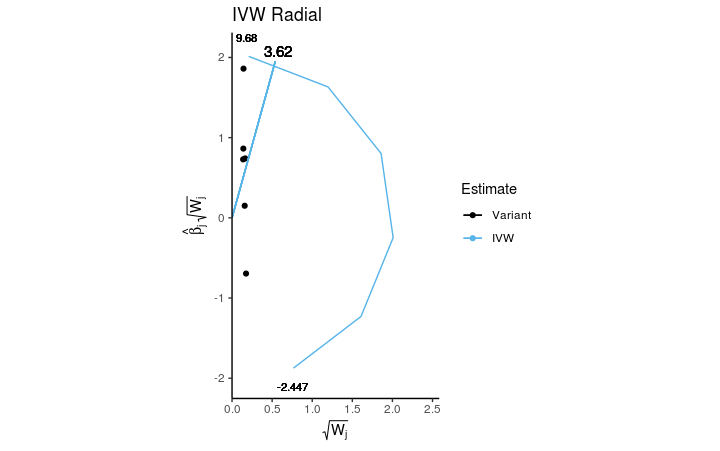 IVW Radial
9.68
3.62
2
1
0
-1
-2
β̂ⱼ√Wⱼ
-2.447
0.0 0.5 1.0 1.5 2.0 2.5
√Wⱼ
Estimate
Variant
IVW